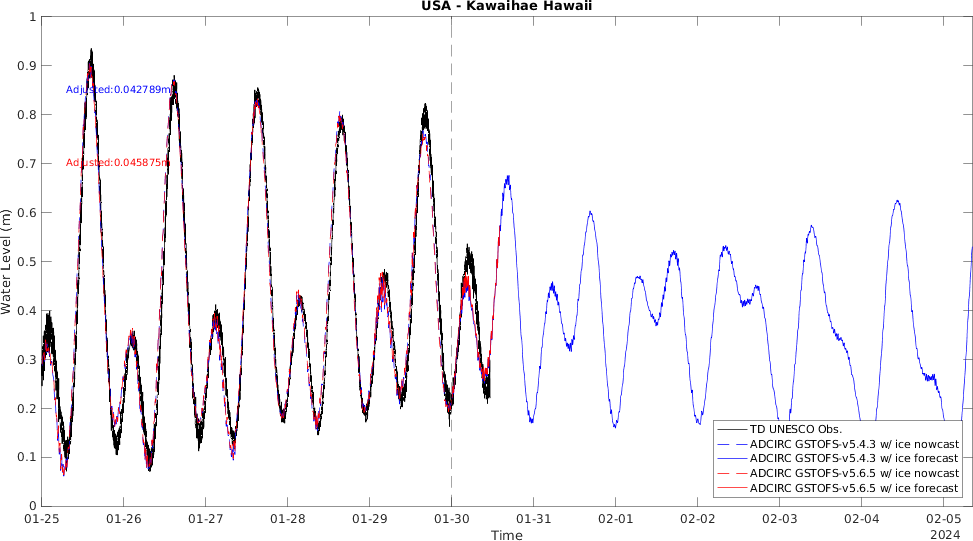 USA - Kawaihae Hawaii
1
0.9
0.8
0.7
0.6
0.5
0.4
0.3
0.2
0.1
0
Water Level (m)
Adjusted:0.042789m
Adjusted:0.045875m
TD UNESCO Obs.
ADCIRC GSTOFS-v5.4.3 w/ ice nowcast
ADCIRC GSTOFS-v5.4.3 w/ ice forecast
ADCIRC GSTOFS-v5.6.5 w/ ice nowcast
ADCIRC GSTOFS-v5.6.5 w/ ice forecast
01-25 01-26 01-27 01-28 01-29 01-30 01-31 02-01 02-02 02-03 02-04 02-05
2024
Time